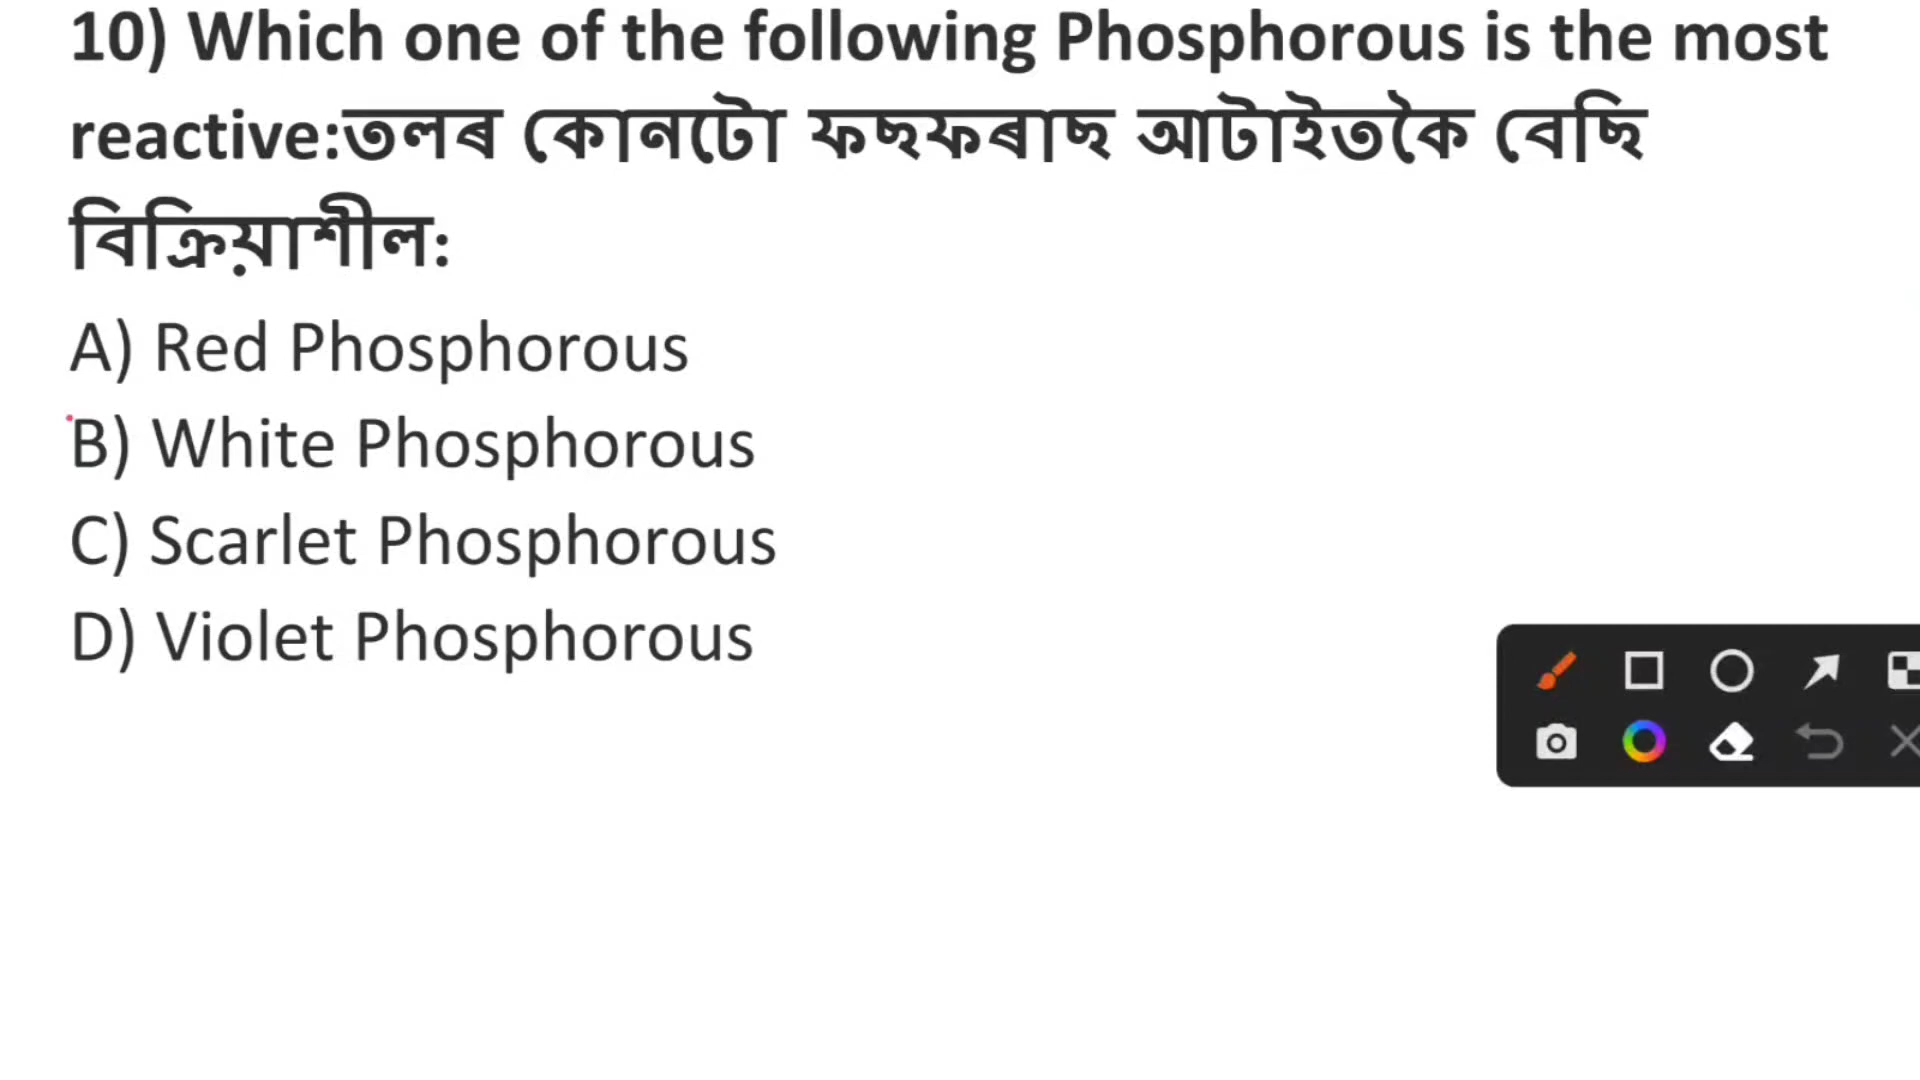 10) Which one of the following Phosphorous is the most
reactive:তলৰ কোনটো ফছফৰাছ আটাইতকৈ বেছি
বিক্ৰিয়াশীল:
A) Red Phosphorous
B) White Phosphorous
C) Scarlet Phosphorous
D) Violet Phosphorous